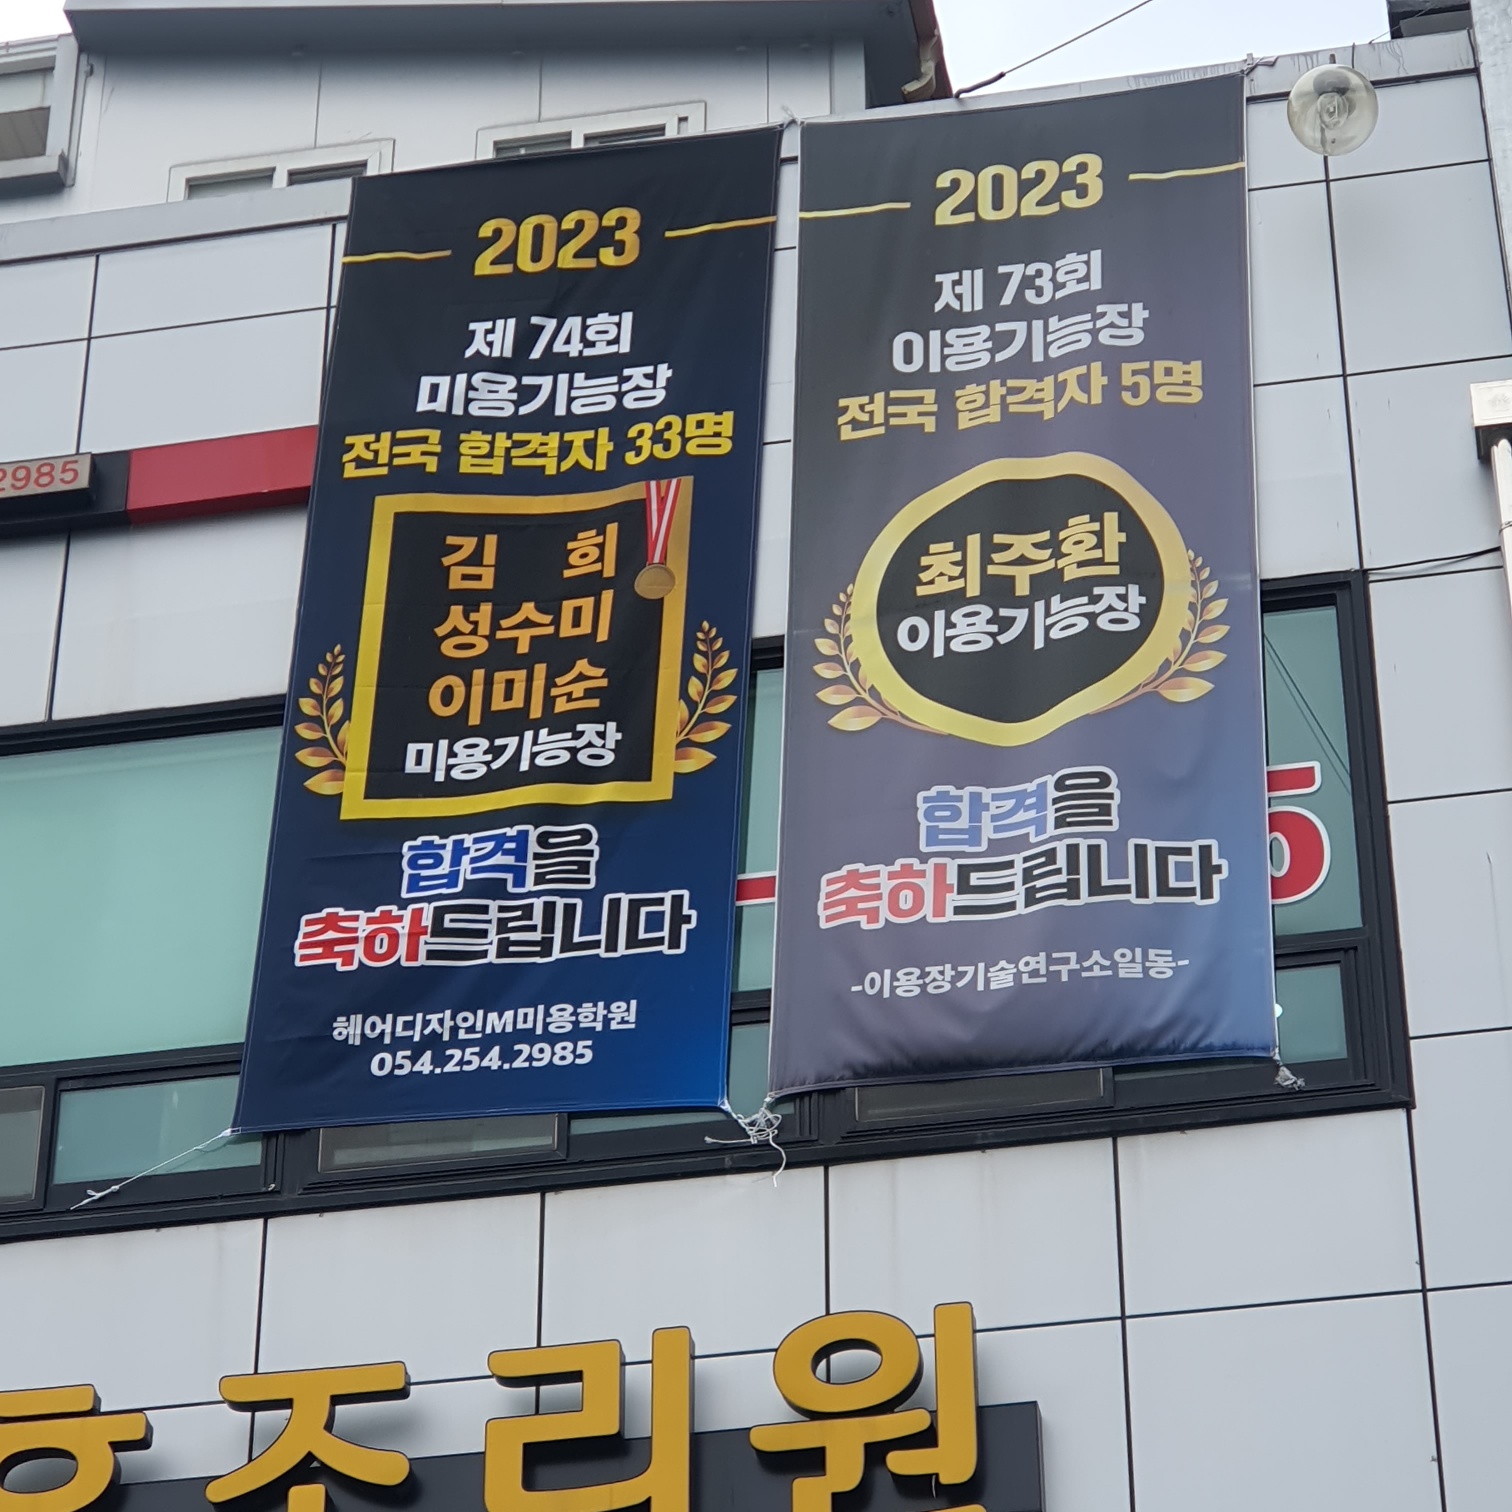 2023
제 74회
미용기능장
전국 합격자 33명
김 희
성수미
이미순
미용기능장
합격을
축하드립니다
헤어디자인M미용학원
054.254.2985
2023
제 73회
이용기능장
전국 합격자 5명
최주환
이용기능장
합격을
축하드립니다
-이용장기술연구소일동-
2985
5
조리원